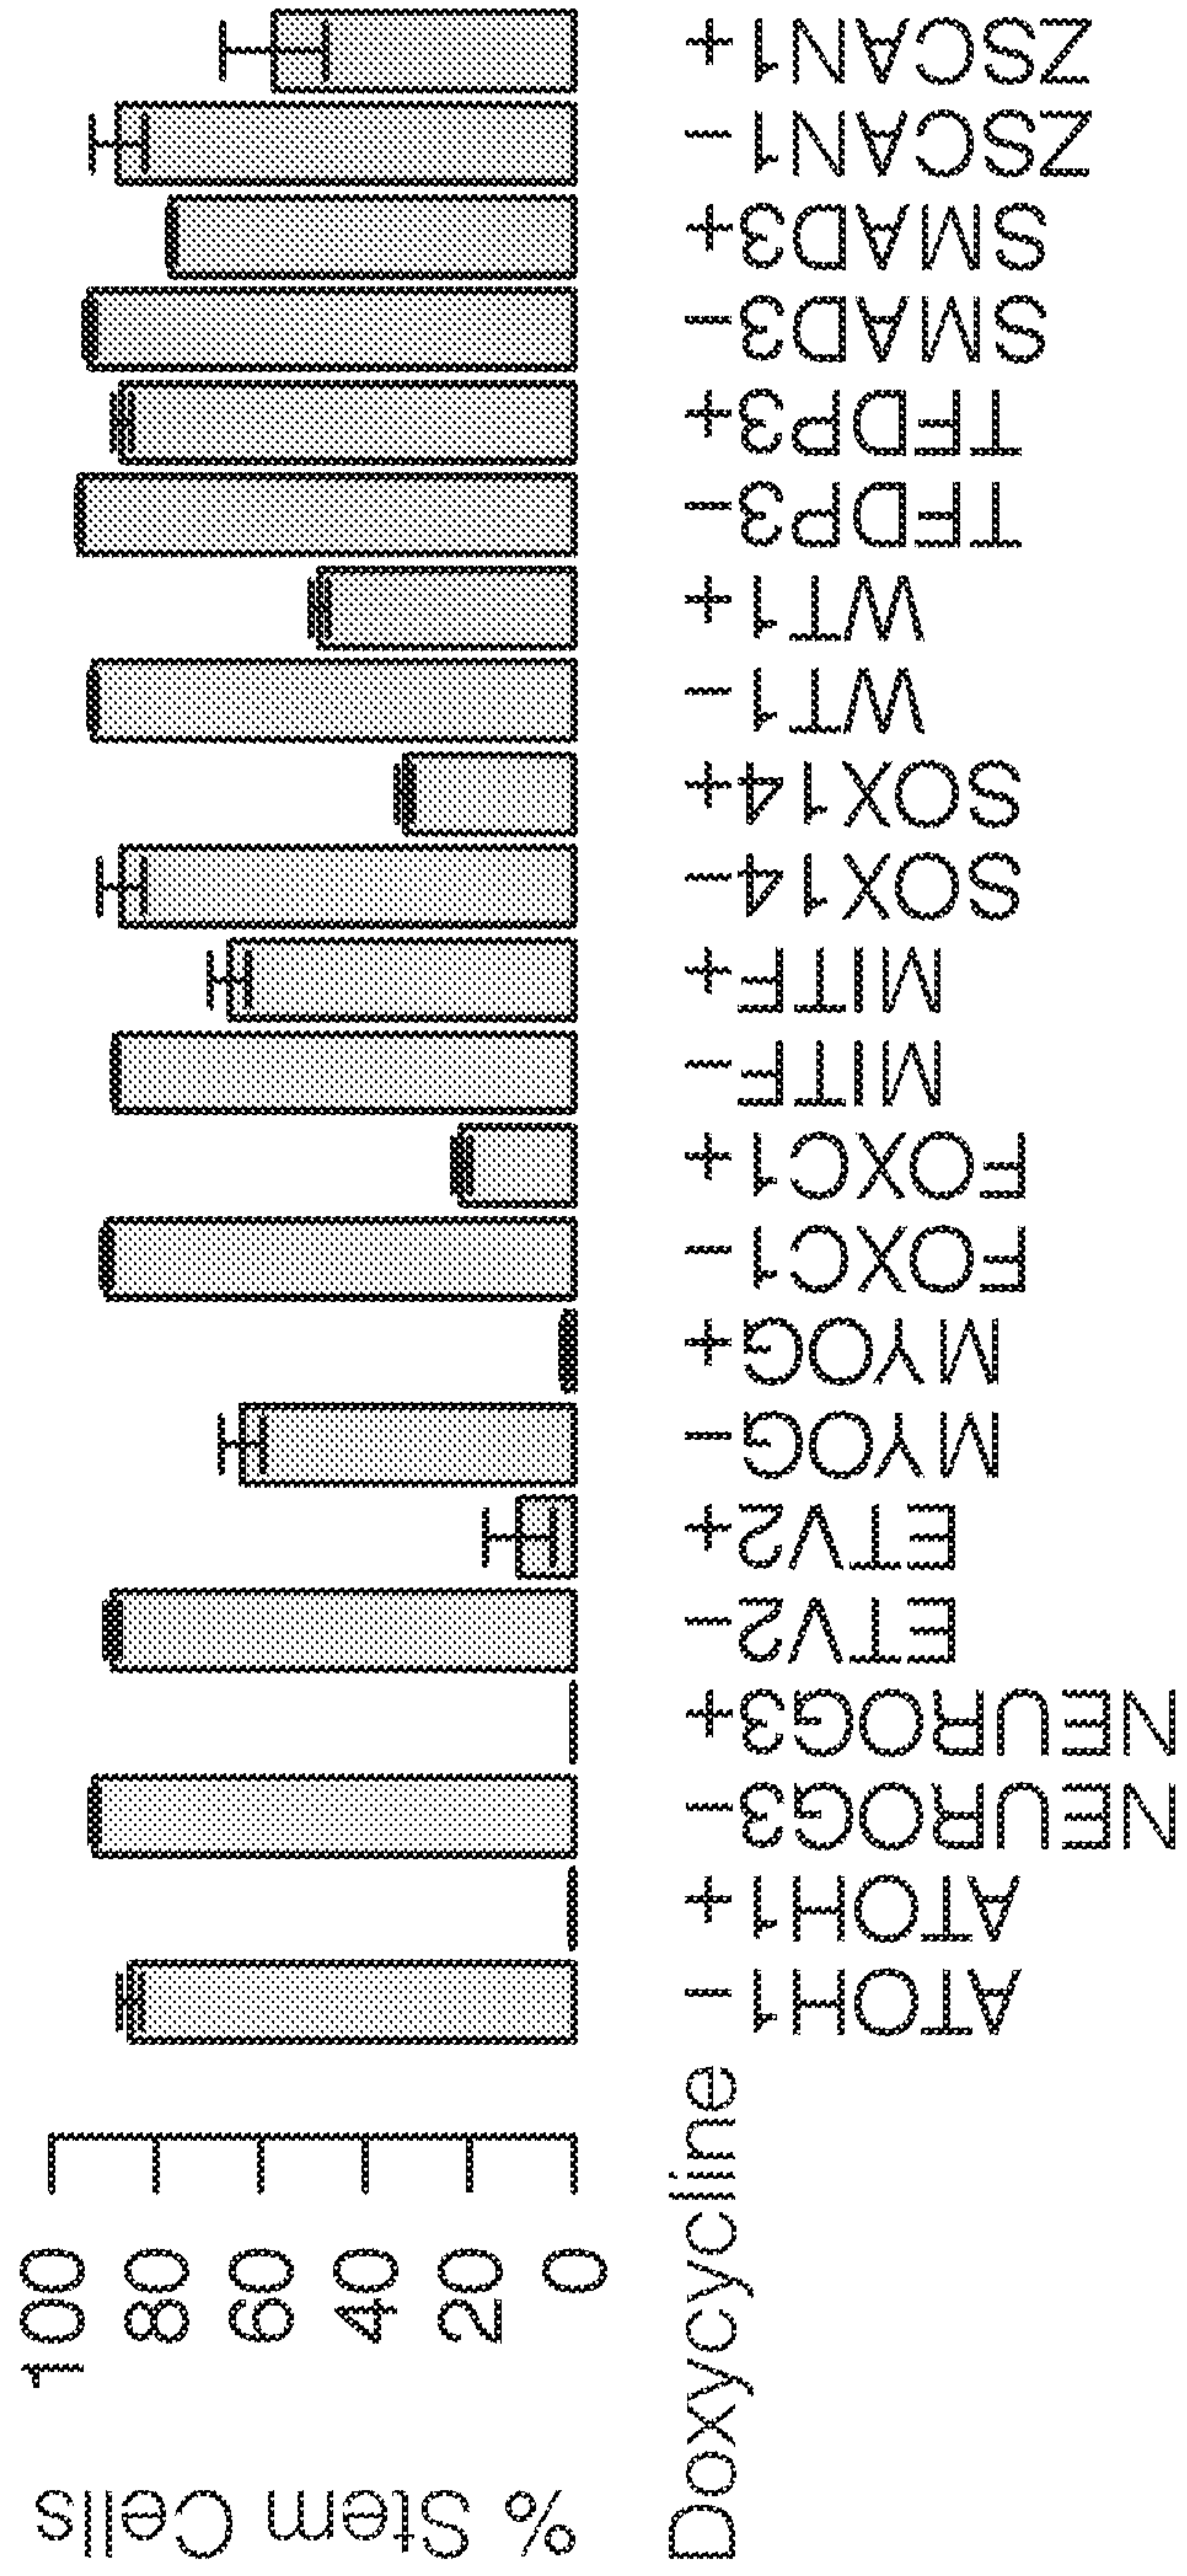 % Stem Cells
100
80
60
40
20
0
Doxycycline
− + − + − + − + − + − + − + − + − + − + − +
ATOH1
ATOH1
NEUROG3
NEUROG3
ETV2
ETV2
MYOG
MYOG
FOXC1
FOXC1
MITF
MITF
SOX14
SOX14
WT1
WT1
TFDP3
TFDP3
SMAD3
SMAD3
ZSCAN1
ZSCAN1